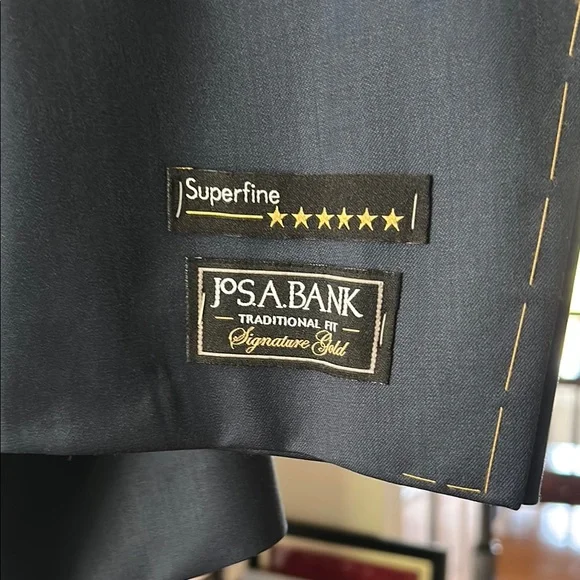 Superfine
JOS.A.BANK
TRADITIONAL FIT
Signature Gold